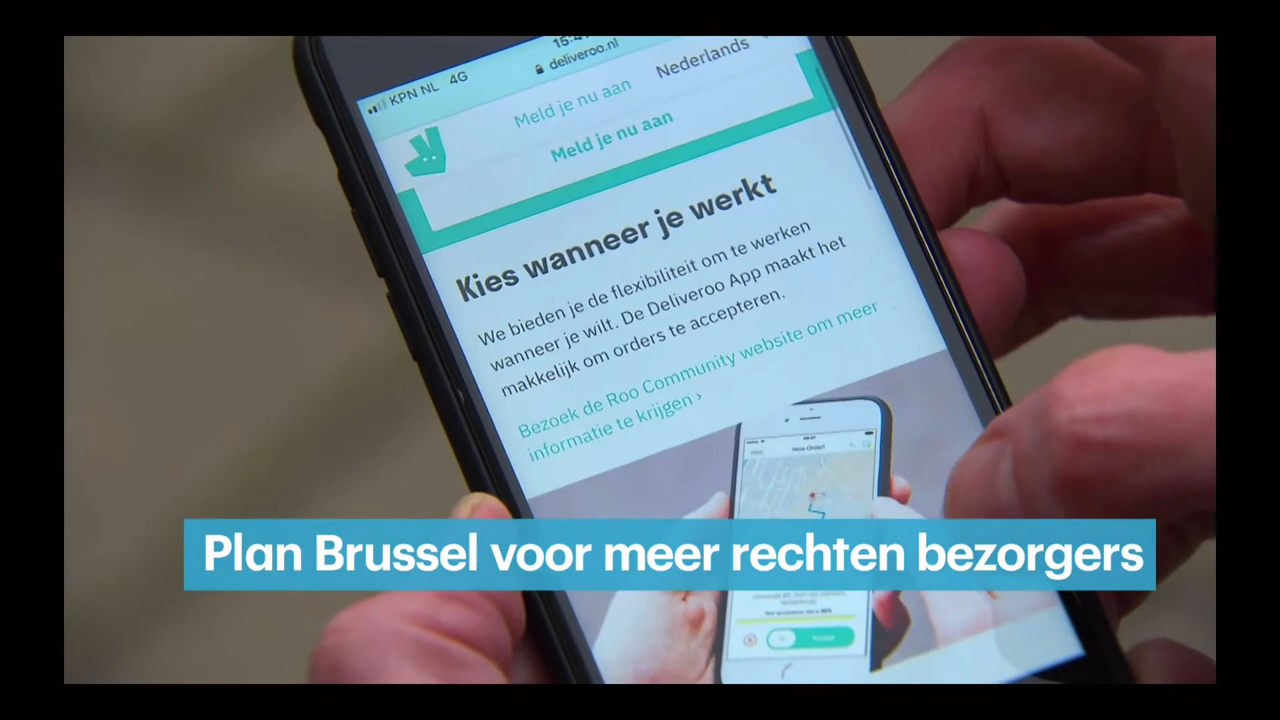 KPN NL 4G
deliveroo.nl
Meld je nu aan
Nederlands
Meld je nu aan
Kies wanneer je werkt
We bieden je de flexibiliteit om te werken
wanneer je wilt. De Deliveroo App maakt het
makkelijk om orders te accepteren.
Bezoek de Roo Community website om meer
informatie te krijgen ›
New Order!
Plan Brussel voor meer rechten bezorgers